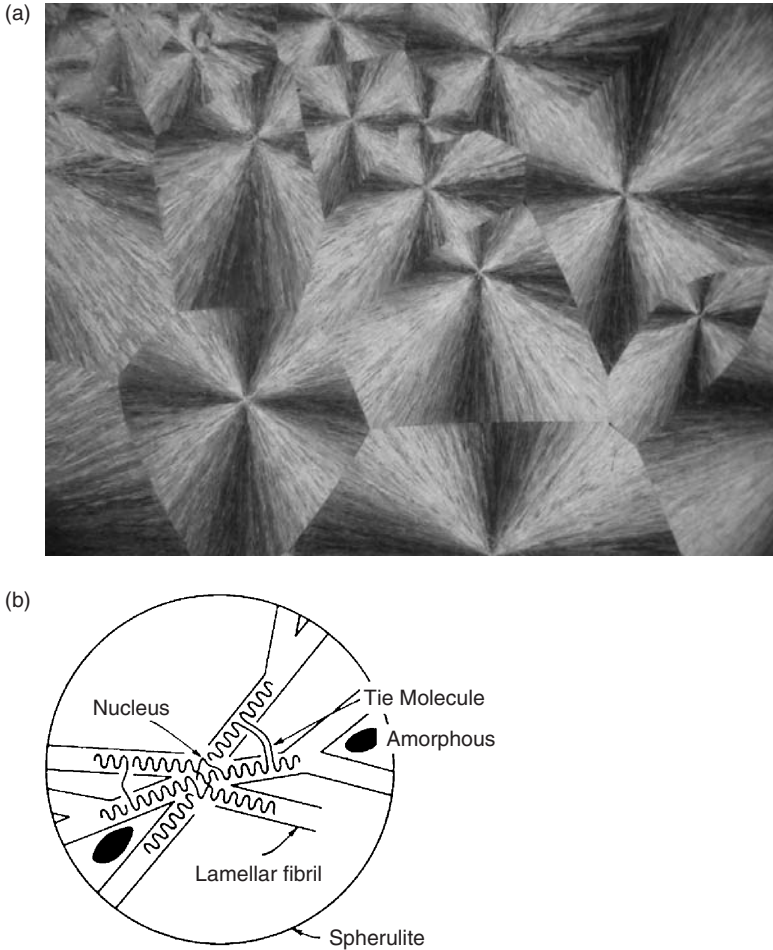 (a)
(b)
Nucleus
Tie Molecule
Amorphous
Lamellar fibril
Spherulite